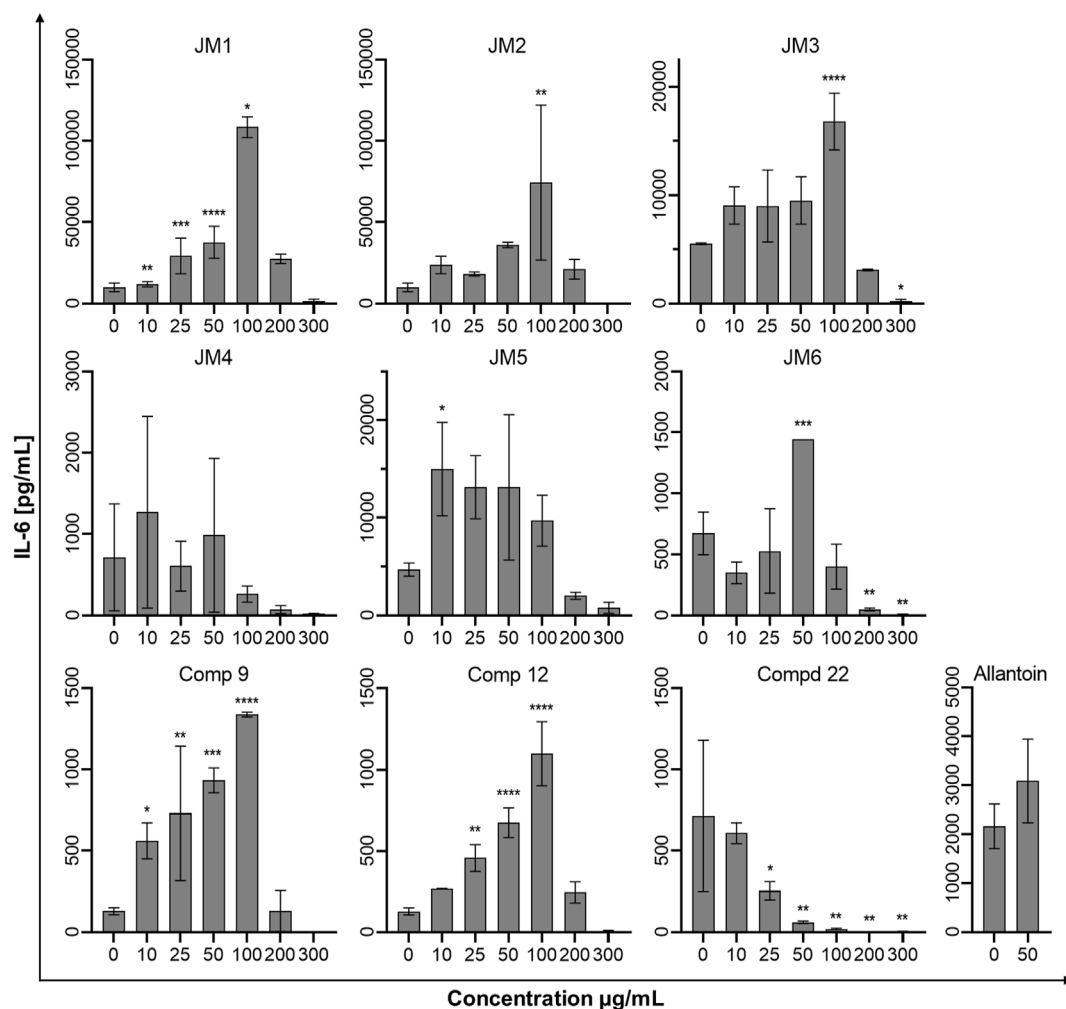 JM1
150000
100000
50000
0
*
**
***
****
0 10 25 50 100 200 300
JM2
150000
100000
50000
0
**
0 10 25 50 100 200 300
JM3
20000
10000
0
****
*
0 10 25 50 100 200 300
JM4
3000
2000
1000
0
0 10 25 50 100 200 300
JM5
20000
10000
0
*
0 10 25 50 100 200 300
JM6
2000
1500
1000
500
0
***
** **
0 10 25 50 100 200 300
IL-6 [pg/mL]
Comp 9
1500
1000
500
0
* ** *** ****
0 10 25 50 100 200 300
Comp 12
1500
1000
500
0
** **** ****
0 10 25 50 100 200 300
Compd 22
1500
1000
500
0
* ** ** ** **
0 10 25 50 100 200 300
Allantoin
5000
4000
3000
2000
1000
0
0 50
Concentration µg/mL